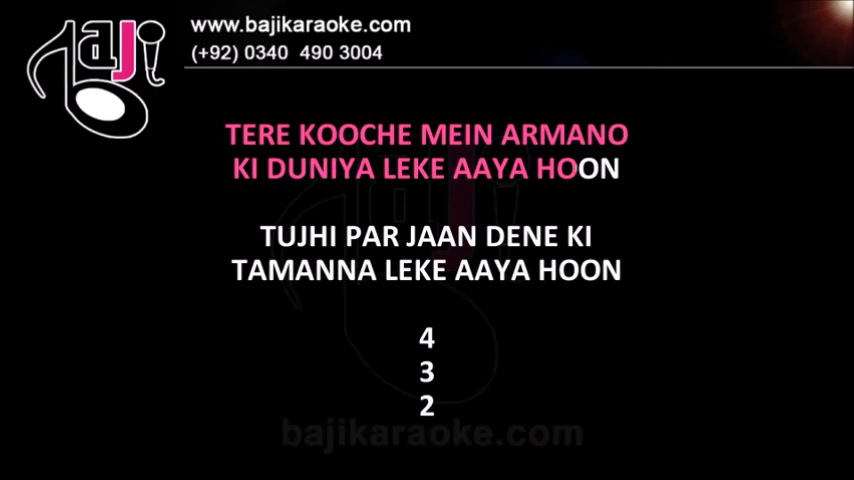 Baji
www.bajikaraoke.com
(+92) 0340 490 3004
TERE KOOCHE MEIN ARMANO
KI DUNIYA LEKE AAYA HOON
TUJHI PAR JAAN DENE KI
TAMANNA LEKE AAYA HOON
4
3
2
bajikaraoke.com